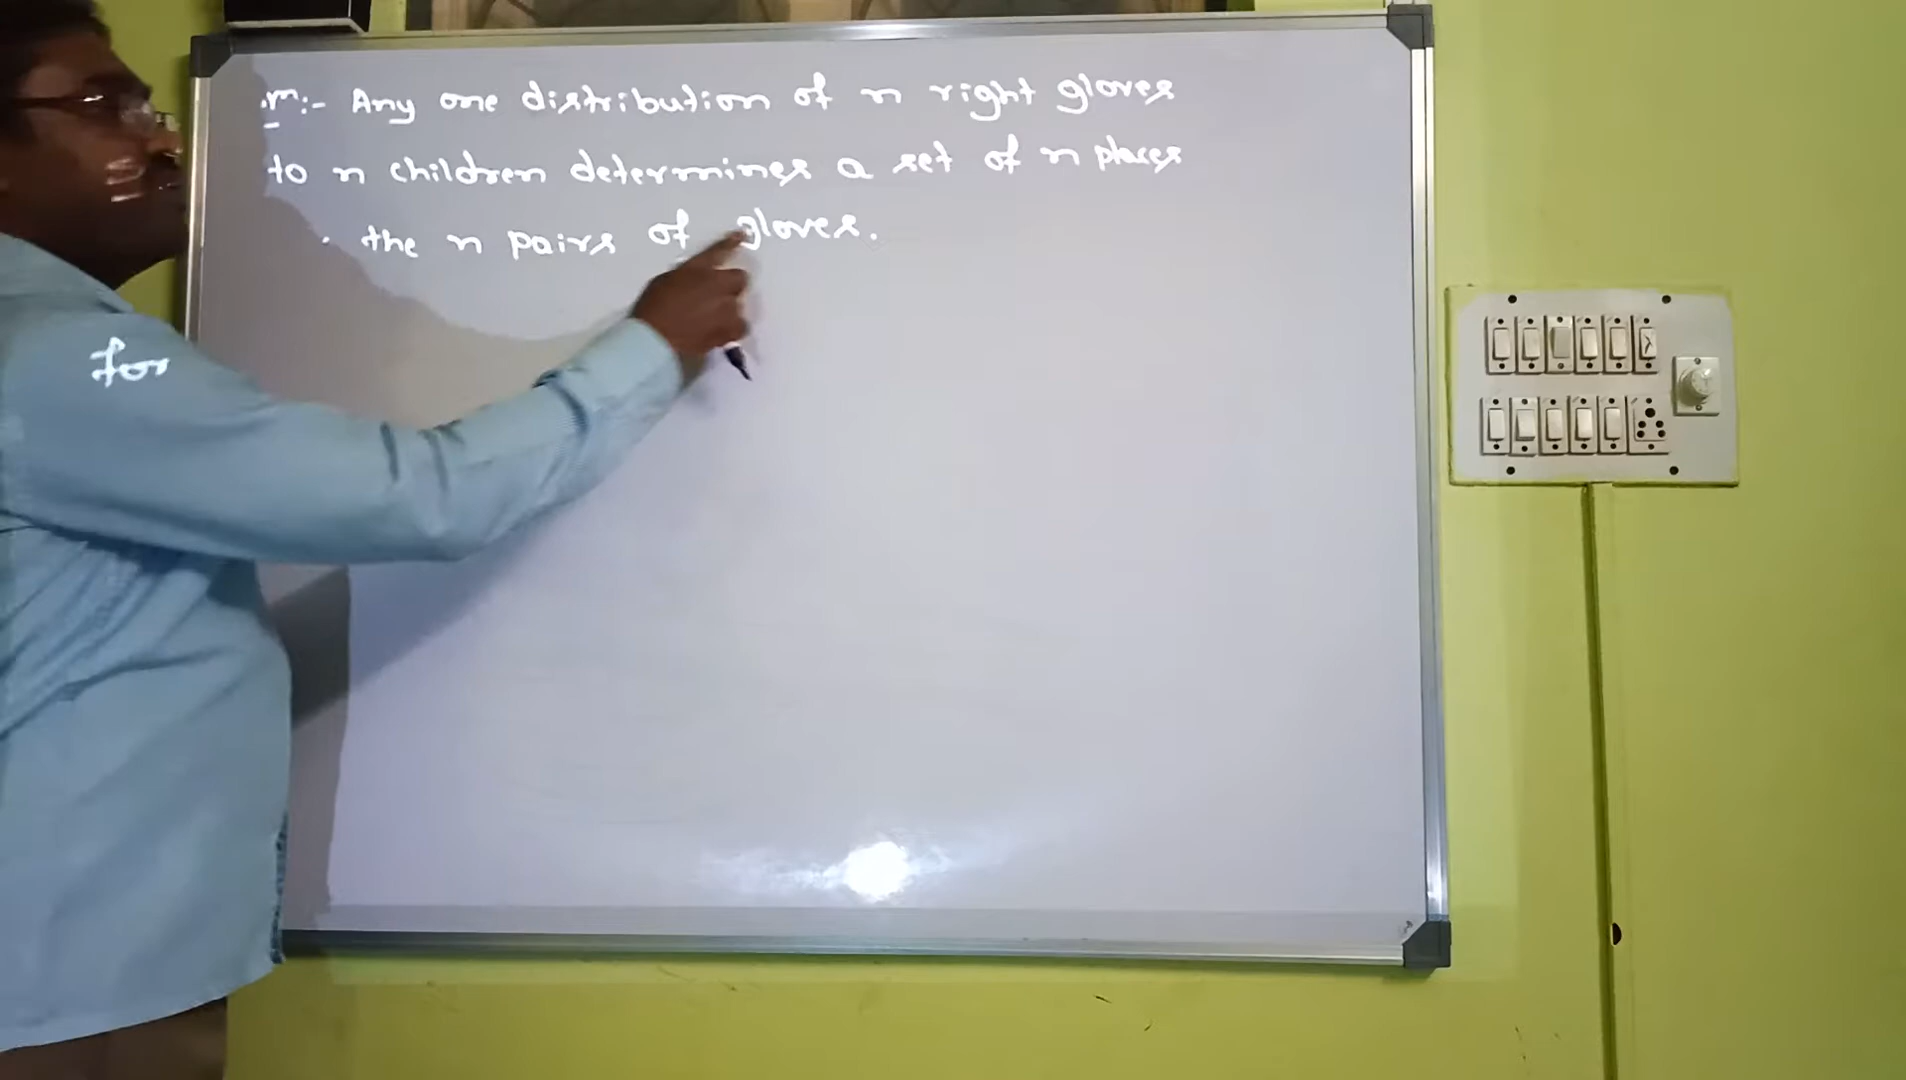 :- Any one distribution of n right gloves
to n children determines a set of n places
for the n pairs of gloves.